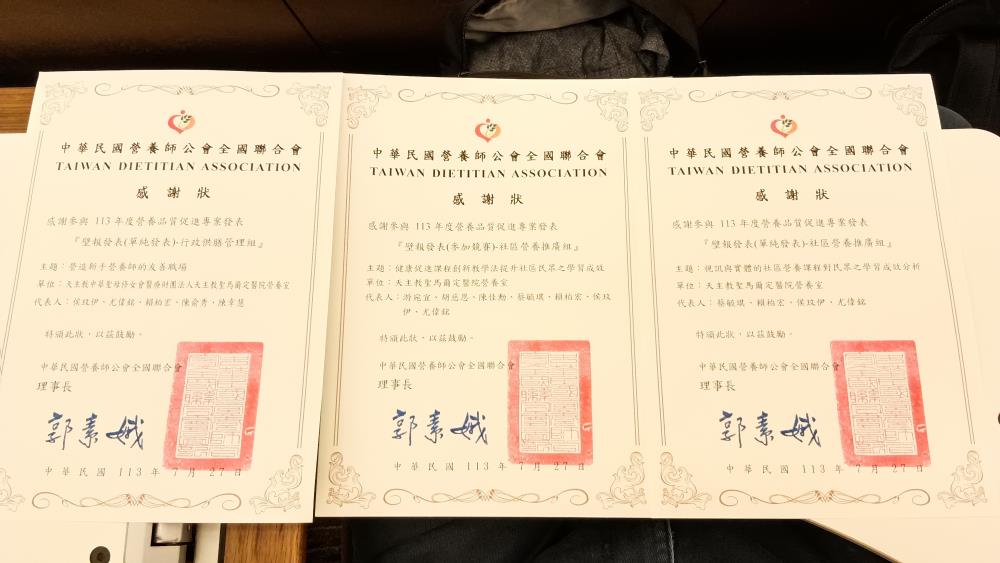 中華民國營養師公會全國聯合會
TAIWAN DIETITIAN ASSOCIATION
感謝狀
感謝參與 113 年度營養品質促進專案發表
『壁報發表(單純發表)-行政供膳管理組』
主題：營造新手營養師的友善職場
單位：天主教中華聖母修女會醫療財團法人天主教聖馬爾定醫院營養室
代表人：侯玟伊、尤偉銘、賴柏宏、陳俞秀、陳幸慧
特頒此狀，以茲鼓勵。
中華民國營養師公會全國聯合會
理事長
郭素娥
中華民國 113 年 7 月 27 日
中華民國營養師公會全國聯合會
TAIWAN DIETITIAN ASSOCIATION
感謝狀
感謝參與 113 年度營養品質促進專案發表
『壁報發表(參加競賽)-社區營養推廣組』
主題：健康促進課程創新教學法提升社區民眾之學習成效
單位：天主教聖馬爾定醫院營養室
代表人：游宛宜、胡慈恩、陳佳勳、蔡毓琪、賴柏宏、侯玟
伊、尤偉銘
特頒此狀，以茲鼓勵。
中華民國營養師公會全國聯合會
理事長
郭素娥
中華民國 113 年 7 月 27 日
中華民國營養師公會全國聯合會
TAIWAN DIETITIAN ASSOCIATION
感謝狀
感謝參與 113 年度營養品質促進專案發表
『壁報發表(單純發表)-社區營養推廣組』
主題：視訊與實體的社區營養課程對民眾之學習成效分析
單位：天主教聖馬爾定醫院營養室
代表人：蔡毓琪、賴柏宏、侯玟伊、尤偉銘
特頒此狀，以茲鼓勵。
中華民國營養師公會全國聯合會
理事長
郭素娥
中華民國 113 年 7 月 27 日